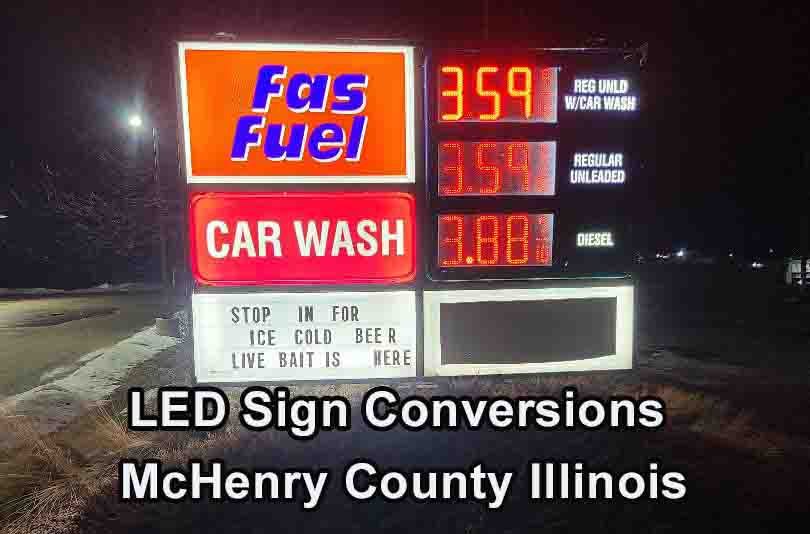 Fas
Fuel
CAR WASH
STOP IN FOR
ICE COLD BEER
LIVE BAIT IS HERE
3.59
REG UNLD
W/CAR WASH
3.59
REGULAR
UNLEADED
3.88
DIESEL
LED Sign Conversions
McHenry County Illinois